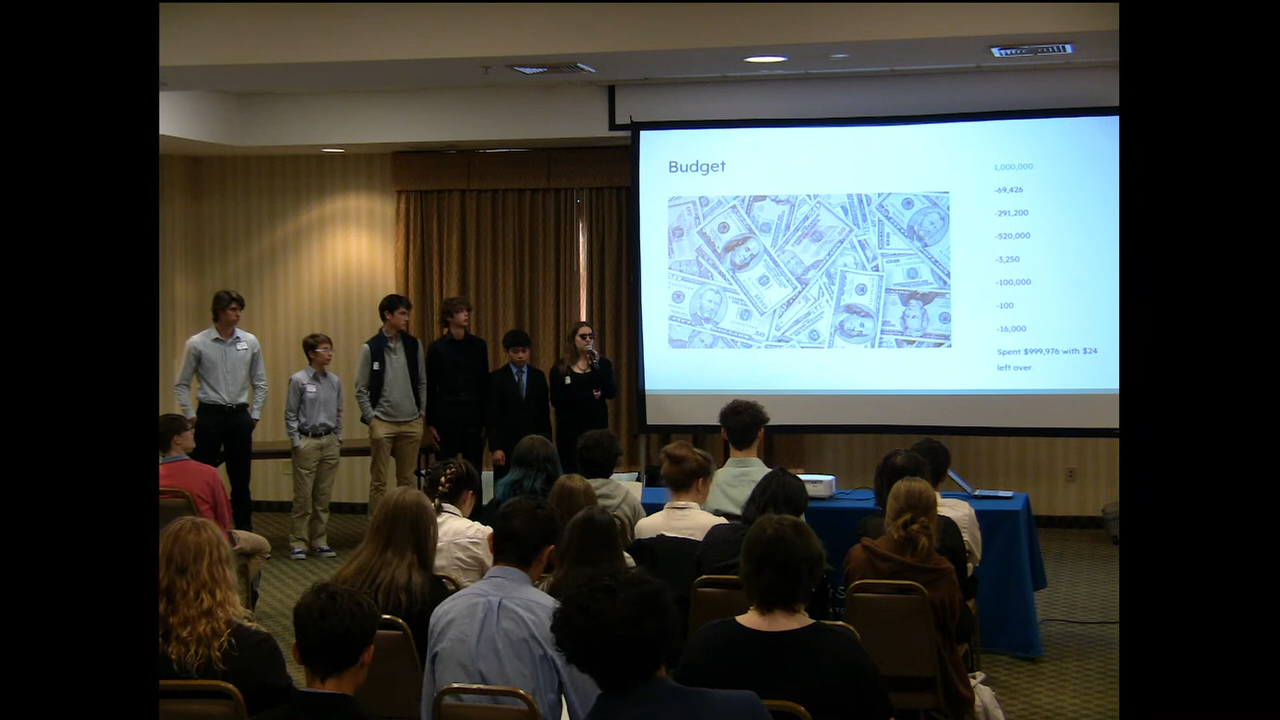 Budget
1,000,000
-69,426
-291,200
-520,000
-3,250
-100,000
-100
-16,000
Spent $999,976 with $24
left over